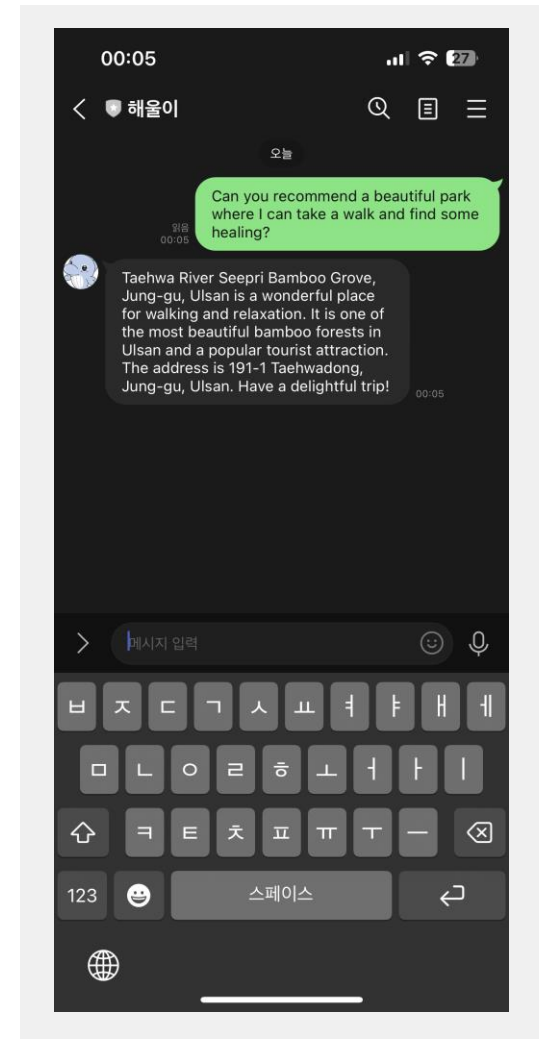 00:05
27
해울이
오늘
Can you recommend a beautiful park
where I can take a walk and find some
healing?
읽음
00:05
Taehwa River Seepri Bamboo Grove,
Jung-gu, Ulsan is a wonderful place
for walking and relaxation. It is one of
the most beautiful bamboo forests in
Ulsan and a popular tourist attraction.
The address is 191-1 Taehwadong,
Jung-gu, Ulsan. Have a delightful trip!
00:05
메시지 입력
ㅂ ㅈ ㄷ ㄱ ㅅ ㅛ ㅕ ㅑ ㅐ ㅔ
ㅁ ㄴ ㅇ ㄹ ㅎ ㅗ ㅓ ㅏ ㅣ
ㅋ ㅌ ㅊ ㅍ ㅠ ㅜ ㅡ
123 스페이스